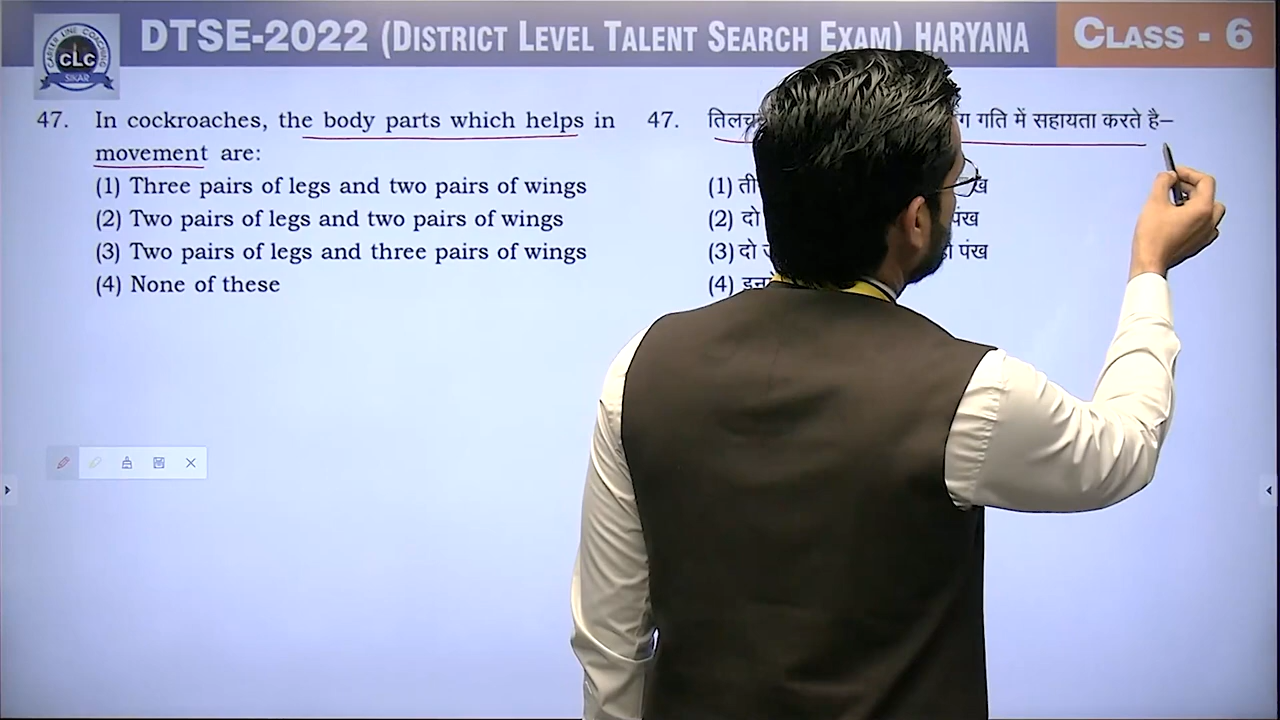 DTSE-2022 (DISTRICT LEVEL TALENT SEARCH EXAM) HARYANA
CLASS - 6
CAREER LINE COACHING
CLC
SIKAR
47. In cockroaches, the body parts which helps in
movement are:
(1) Three pairs of legs and two pairs of wings
(2) Two pairs of legs and two pairs of wings
(3) Two pairs of legs and three pairs of wings
(4) None of these
47. गति में सहायता करते है–
(1)
(2) दो पंख
(3) दो पंख
(4)